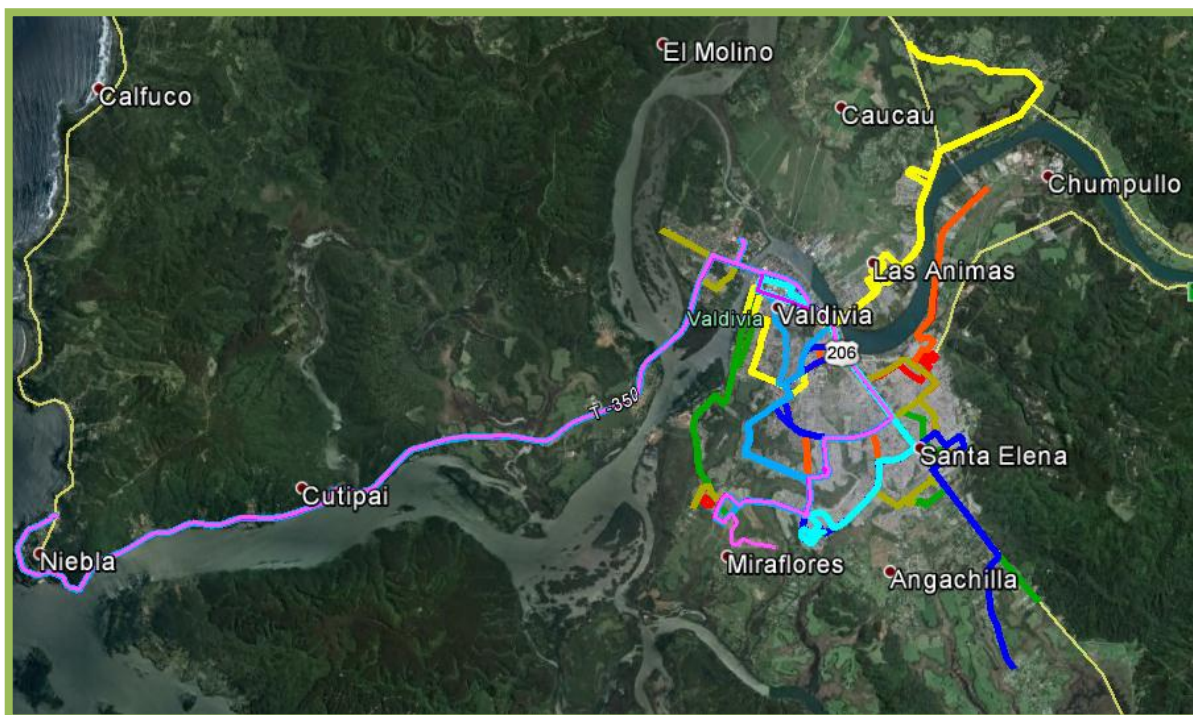 El Molino
Calfuco
Caucau
Chumpullo
Las Animas
Valdivia
Valdivia
206
T -350
Santa Elena
Cutipai
Niebla
Miraflores
Angachilla